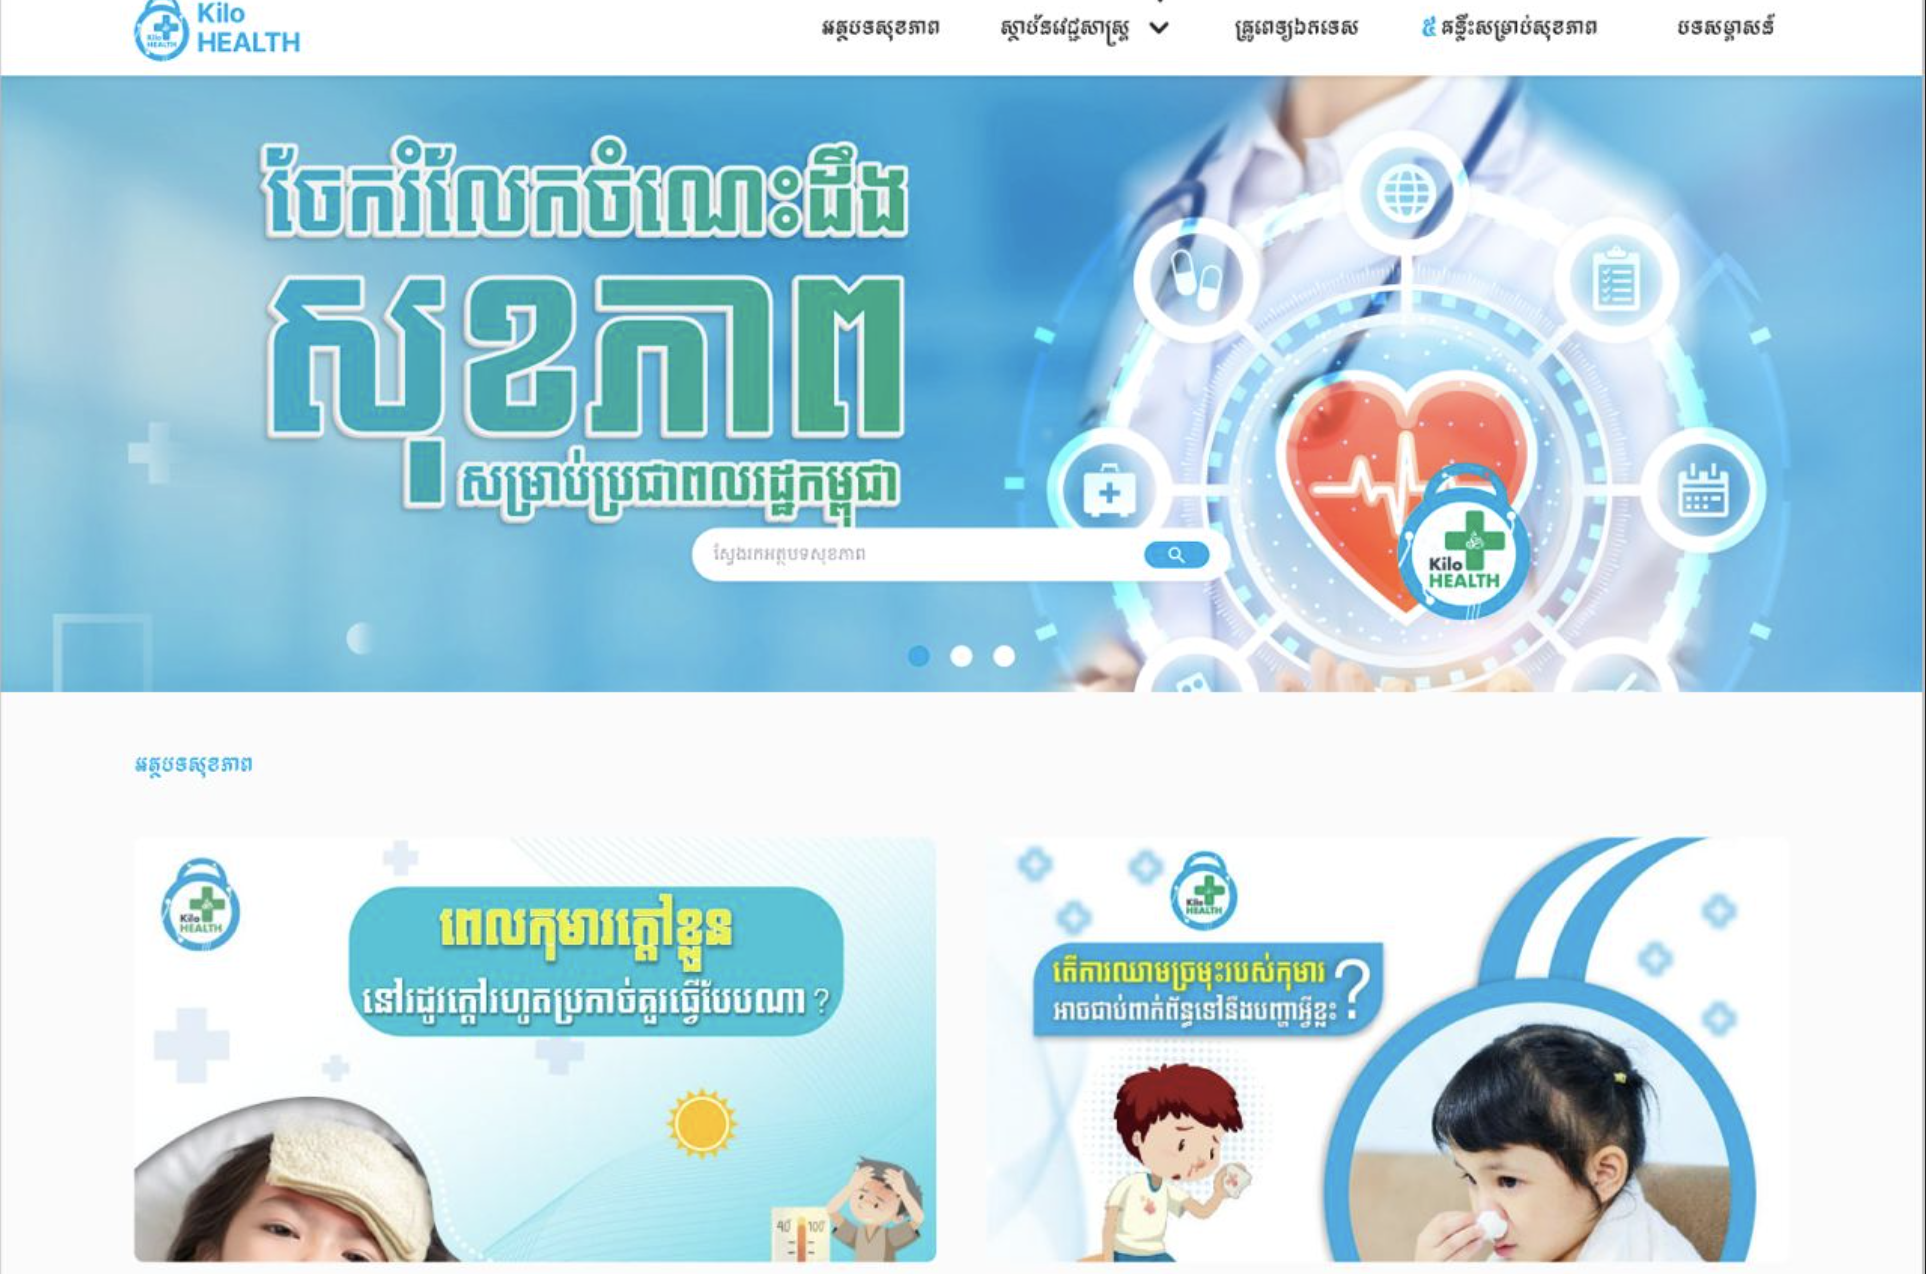 Kilo
HEALTH
អត្ថបទសុខភាព
ស្ថាប័នវេជ្ជសាស្ត្រ
គ្រូពេទ្យឯកទេស
៥ គន្លឹះសម្រាប់សុខភាព
បទសម្ភាសន៍
ចែករំលែកចំណេះដឹង
សុខភាព
សម្រាប់ប្រជាពលរដ្ឋកម្ពុជា
ស្វែងរកអត្ថបទសុខភាព
Kilo
HEALTH
អត្ថបទសុខភាព
Kilo
HEALTH
ពេលកុមារក្តៅខ្លួន
នៅរដូវក្តៅហួតប្រកាច់គួរធ្វើបែបណា ?
40 100
Kilo
HEALTH
តើការឈាមច្រមុះរបស់កុមារ
អាចជាប់ពាក់ព័ន្ធទៅនឹងបញ្ហាអ្វីខ្លះ ?